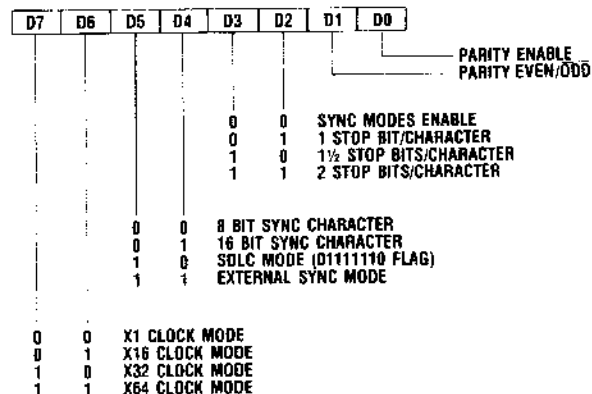 D7 D6 D5 D4 D3 D2 D1 D0
PARITY ENABLE
PARITY EVEN/ODD
0 0 SYNC MODES ENABLE
0 1 1 STOP BIT/CHARACTER
1 0 1½ STOP BITS/CHARACTER
1 1 2 STOP BITS/CHARACTER
0 0 8 BIT SYNC CHARACTER
0 1 16 BIT SYNC CHARACTER
1 0 SDLC MODE (01111110 FLAG)
1 1 EXTERNAL SYNC MODE
0 0 X1 CLOCK MODE
0 1 X16 CLOCK MODE
1 0 X32 CLOCK MODE
1 1 X64 CLOCK MODE